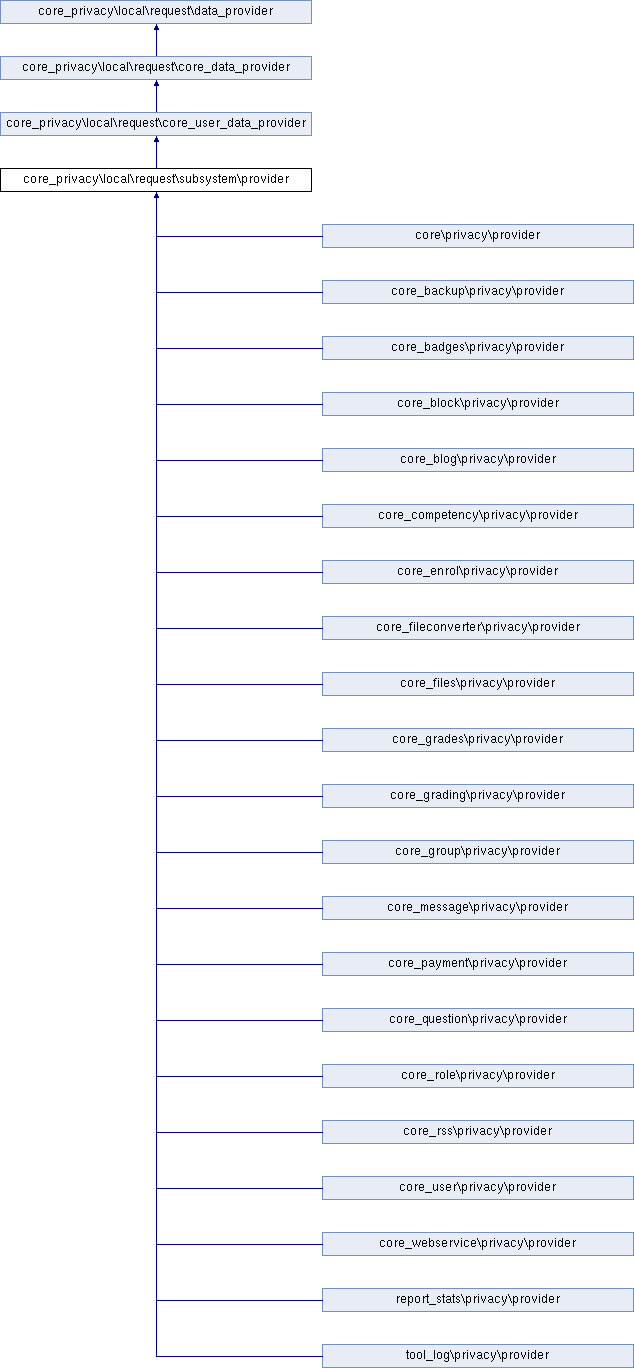 core_privacy\local\request\data_provider
core_privacy\local\request\core_data_provider
core_privacy\local\request\core_user_data_provider
core_privacy\local\request\subsystem\provider
core\privacy\provider
core_backup\privacy\provider
core_badges\privacy\provider
core_block\privacy\provider
core_blog\privacy\provider
core_competency\privacy\provider
core_enrol\privacy\provider
core_fileconverter\privacy\provider
core_files\privacy\provider
core_grades\privacy\provider
core_grading\privacy\provider
core_group\privacy\provider
core_message\privacy\provider
core_payment\privacy\provider
core_question\privacy\provider
core_role\privacy\provider
core_rss\privacy\provider
core_user\privacy\provider
core_webservice\privacy\provider
report_stats\privacy\provider
tool_log\privacy\provider